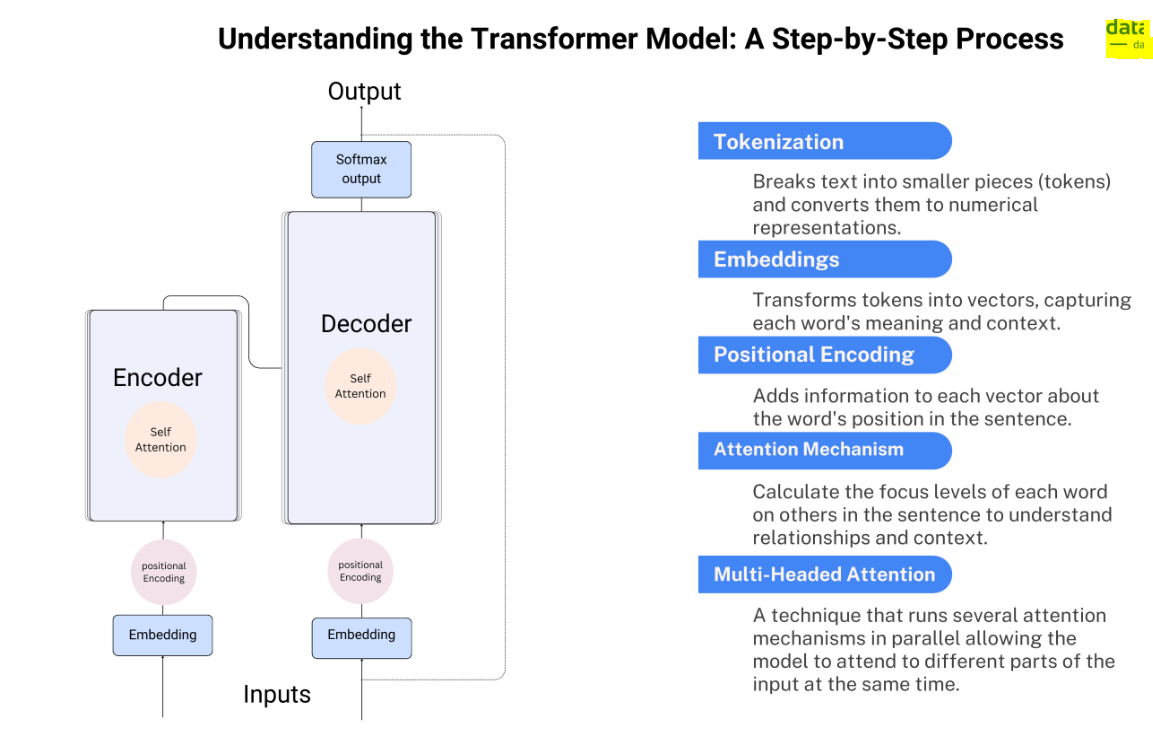 Understanding the Transformer Model: A Step-by-Step Process
Output
Softmax
output
Decoder
Self
Attention
Encoder
Self
Attention
positional
Encoding
positional
Encoding
Embedding
Embedding
Inputs
Tokenization
Breaks text into smaller pieces (tokens)
and converts them to numerical
representations.
Embeddings
Transforms tokens into vectors, capturing
each word's meaning and context.
Positional Encoding
Adds information to each vector about
the word's position in the sentence.
Attention Mechanism
Calculate the focus levels of each word
on others in the sentence to understand
relationships and context.
Multi-Headed Attention
A technique that runs several attention
mechanisms in parallel allowing the
model to attend to different parts of the
input at the same time.